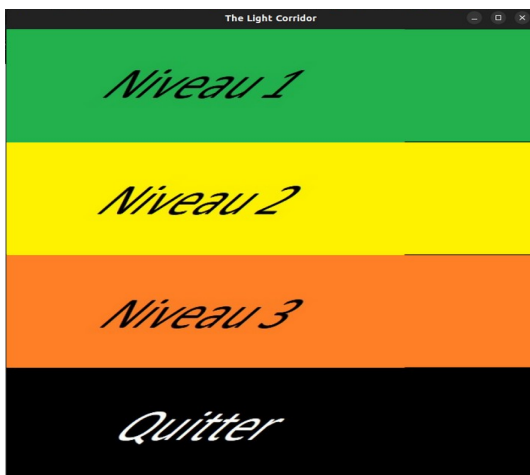 The Light Corridor
Niveau 1
Niveau 2
Niveau 3
Quitter